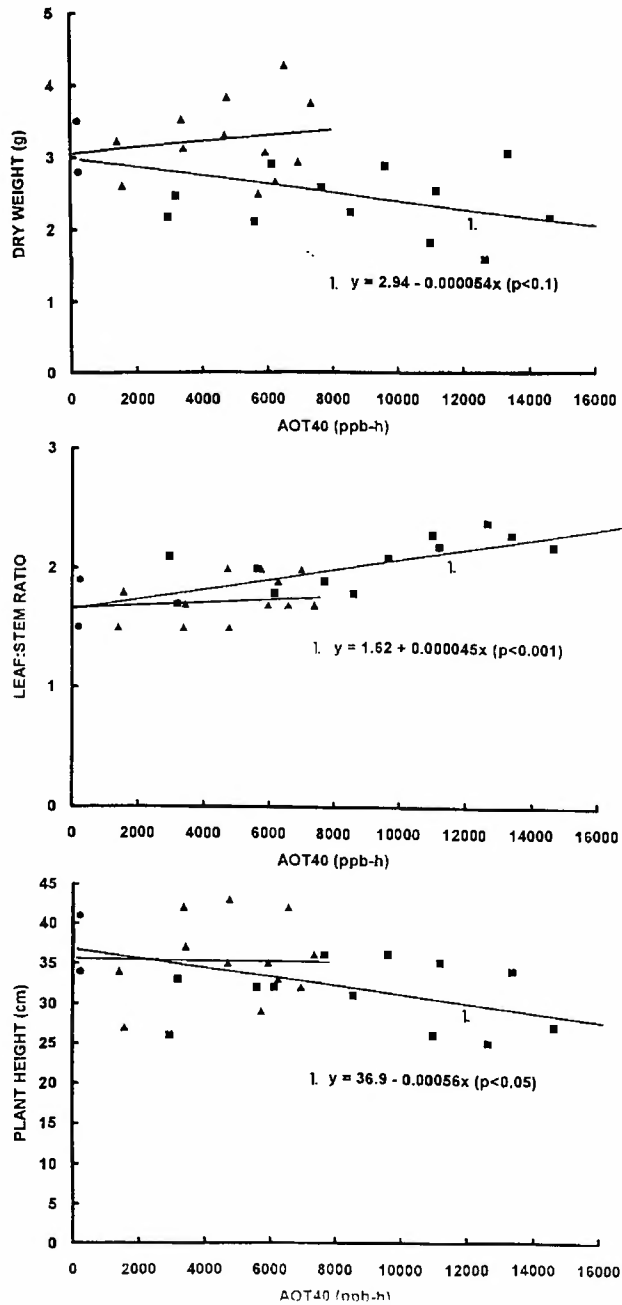 5
4
3
2
1
0
DRY WEIGHT (g)
1.
1. y = 2.94 - 0.000054x (p<0.1)
0 2000 4000 6000 8000 10000 12000 14000 16000
AOT40 (ppb-h)
3
2
1
0
LEAF:STEM RATIO
1.
1. y = 1.62 + 0.000045x (p<0.001)
0 2000 4000 6000 8000 10000 12000 14000 16000
AOT40 (ppb-h)
45
40
35
30
25
20
15
10
5
0
PLANT HEIGHT (cm)
1.
1. y = 36.9 - 0.00056x (p<0.05)
0 2000 4000 6000 8000 10000 12000 14000 16000
AOT40 (ppb-h)